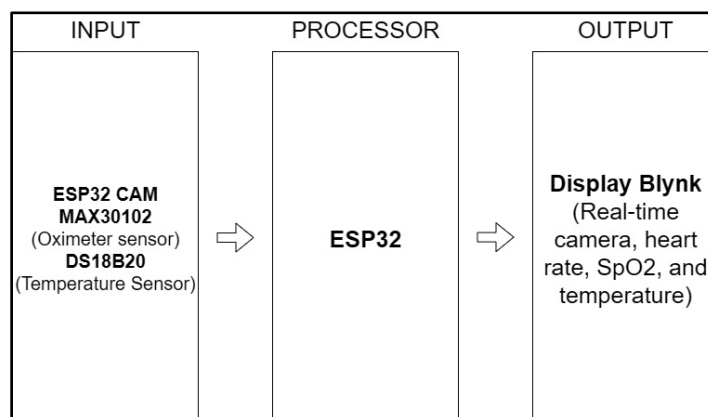 INPUT
PROCESSOR
OUTPUT
ESP32 CAM
MAX30102
(Oximeter sensor)
DS18B20
(Temperature Sensor)
ESP32
Display Blynk
(Real-time
camera, heart
rate, SpO2, and
temperature)